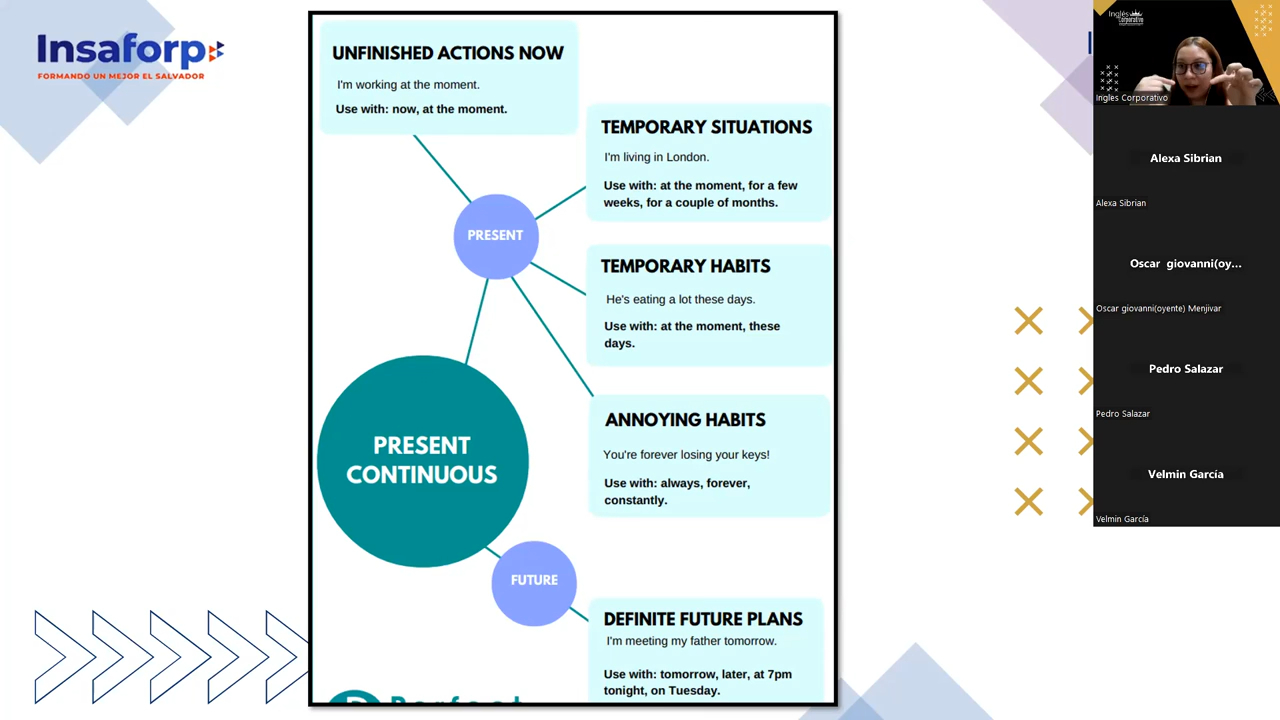 Insaforp
FORMANDO UN MEJOR EL SALVADOR
UNFINISHED ACTIONS NOW
I'm working at the moment.
Use with: now, at the moment.
TEMPORARY SITUATIONS
I'm living in London.
Use with: at the moment, for a few
weeks, for a couple of months.
PRESENT
TEMPORARY HABITS
He's eating a lot these days.
Use with: at the moment, these
days.
ANNOYING HABITS
You're forever losing your keys!
Use with: always, forever,
constantly.
PRESENT
CONTINUOUS
FUTURE
DEFINITE FUTURE PLANS
I'm meeting my father tomorrow.
Use with: tomorrow, later, at 7pm
tonight, on Tuesday.
Inglés
Corporativo
Ingles Corporativo
Alexa Sibrian
Alexa Sibrian
Oscar giovanni(oy...
Oscar giovanni(oyente) Menjivar
Pedro Salazar
Pedro Salazar
Velmin García
Velmin García